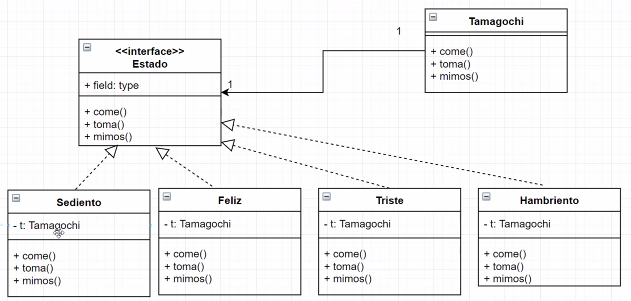 Tamagochi
+ come()
+ toma()
+ mimos()
1
1
<<interface>>
Estado
+ field: type
+ come()
+ toma()
+ mimos()
Sediento
- t: Tamagochi
+ come()
+ toma()
+ mimos()
Feliz
- t: Tamagochi
+ come()
+ toma()
+ mimos()
Triste
- t: Tamagochi
+ come()
+ toma()
+ mimos()
Hambriento
- t: Tamagochi
+ come()
+ toma()
+ mimos()